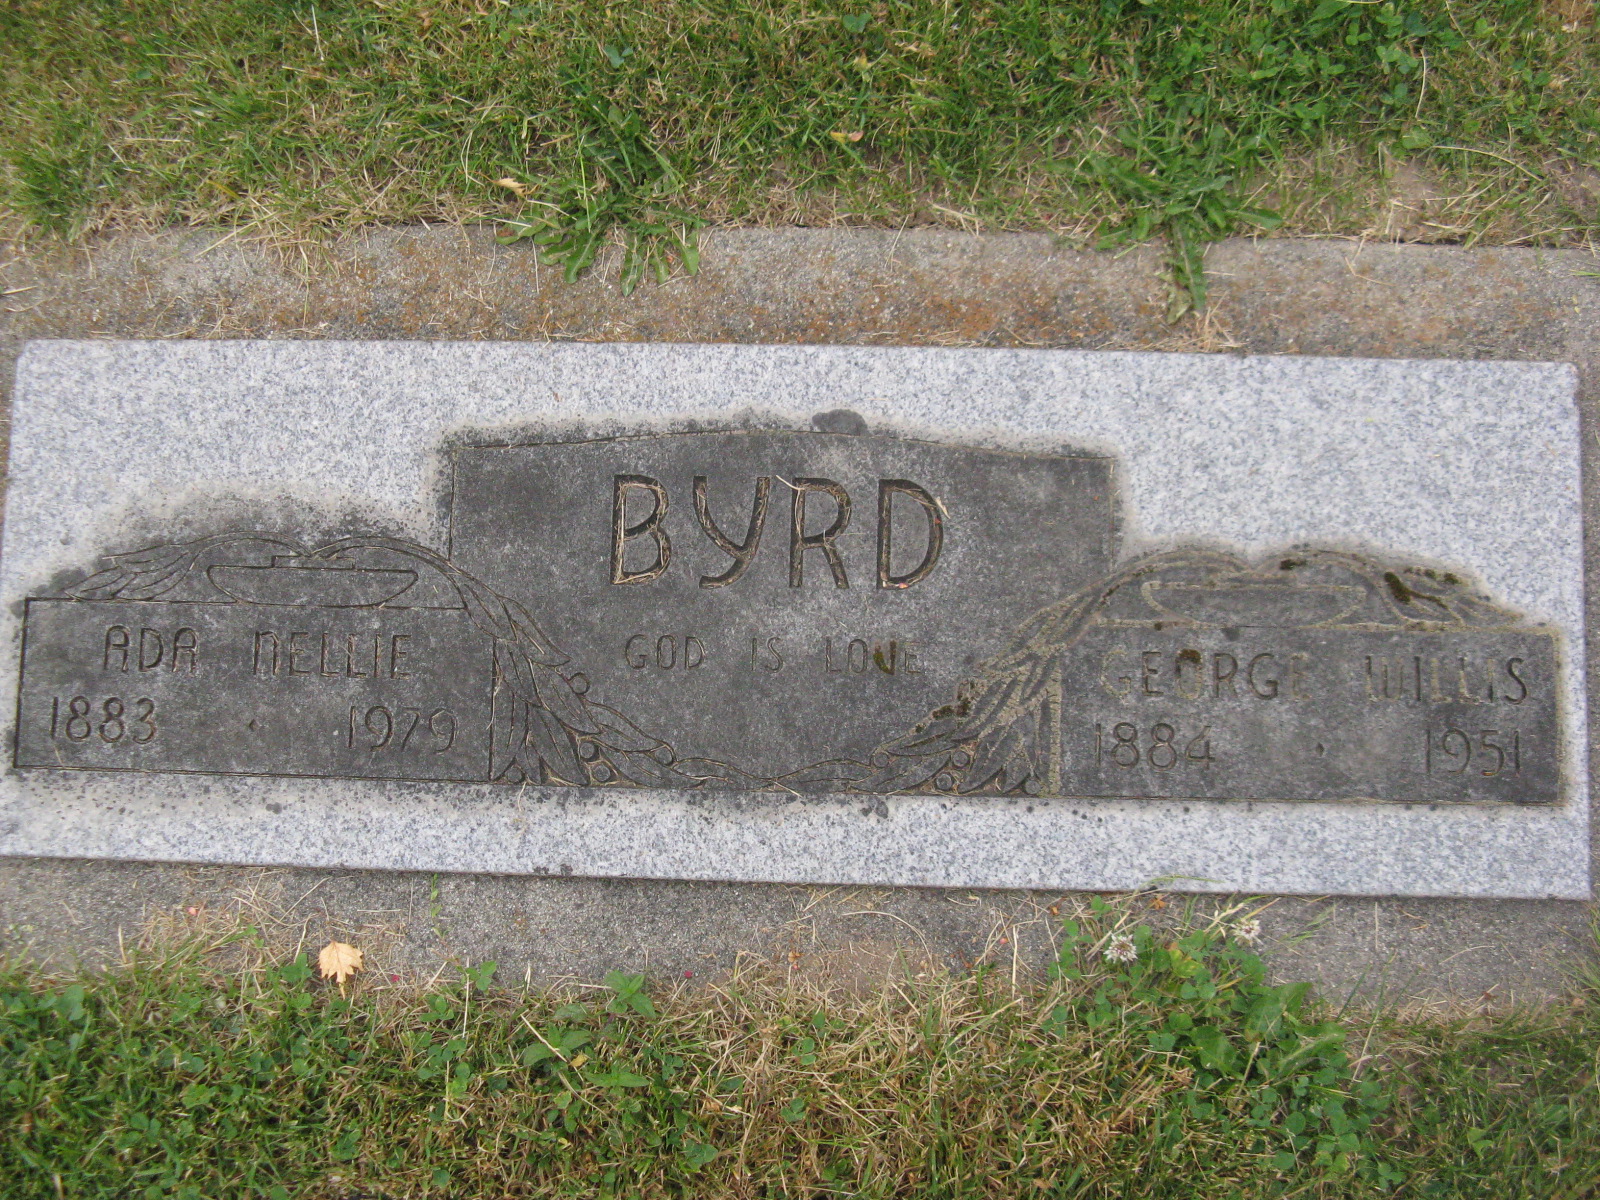 BYRD
GOD IS LOVE
ADA NELLIE
1883 · 1979
GEORGE WILLIS
1884 · 1951